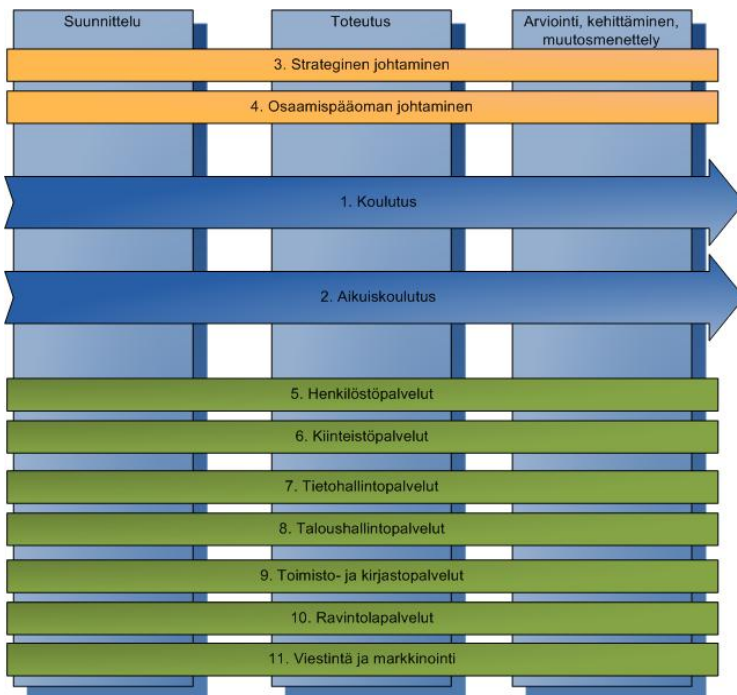 Suunnittelu
Toteutus
Arviointi, kehittäminen,
muutosmenettely
3. Strateginen johtaminen
4. Osaamispääoman johtaminen
1. Koulutus
2. Aikuiskoulutus
5. Henkilöstöpalvelut
6. Kiinteistöpalvelut
7. Tietohallintopalvelut
8. Taloushallintopalvelut
9. Toimisto- ja kirjastopalvelut
10. Ravintolapalvelut
11. Viestintä ja markkinointi